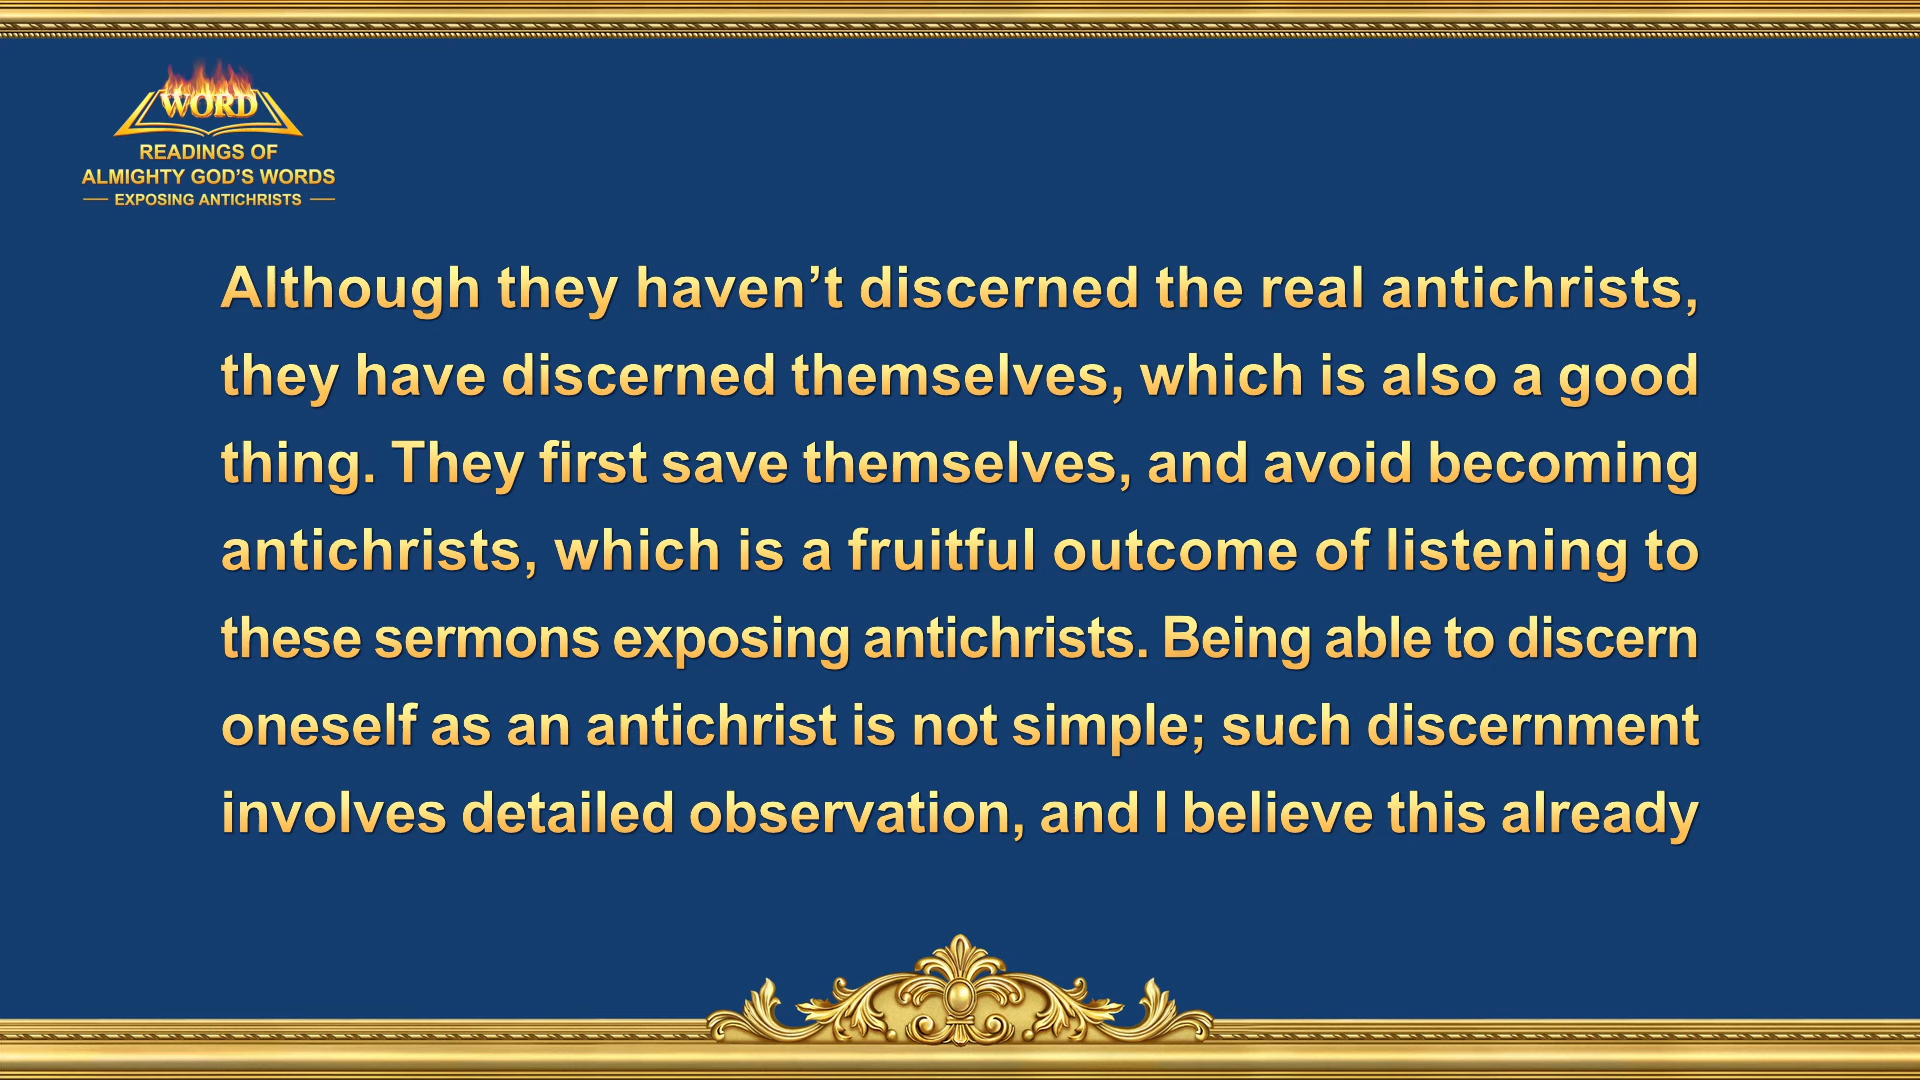 WORD
READINGS OF
ALMIGHTY GOD’S WORDS
EXPOSING ANTICHRISTS
Although they haven’t discerned the real antichrists,
they have discerned themselves, which is also a good
thing. They first save themselves, and avoid becoming
antichrists, which is a fruitful outcome of listening to
these sermons exposing antichrists. Being able to discern
oneself as an antichrist is not simple; such discernment
involves detailed observation, and I believe this already